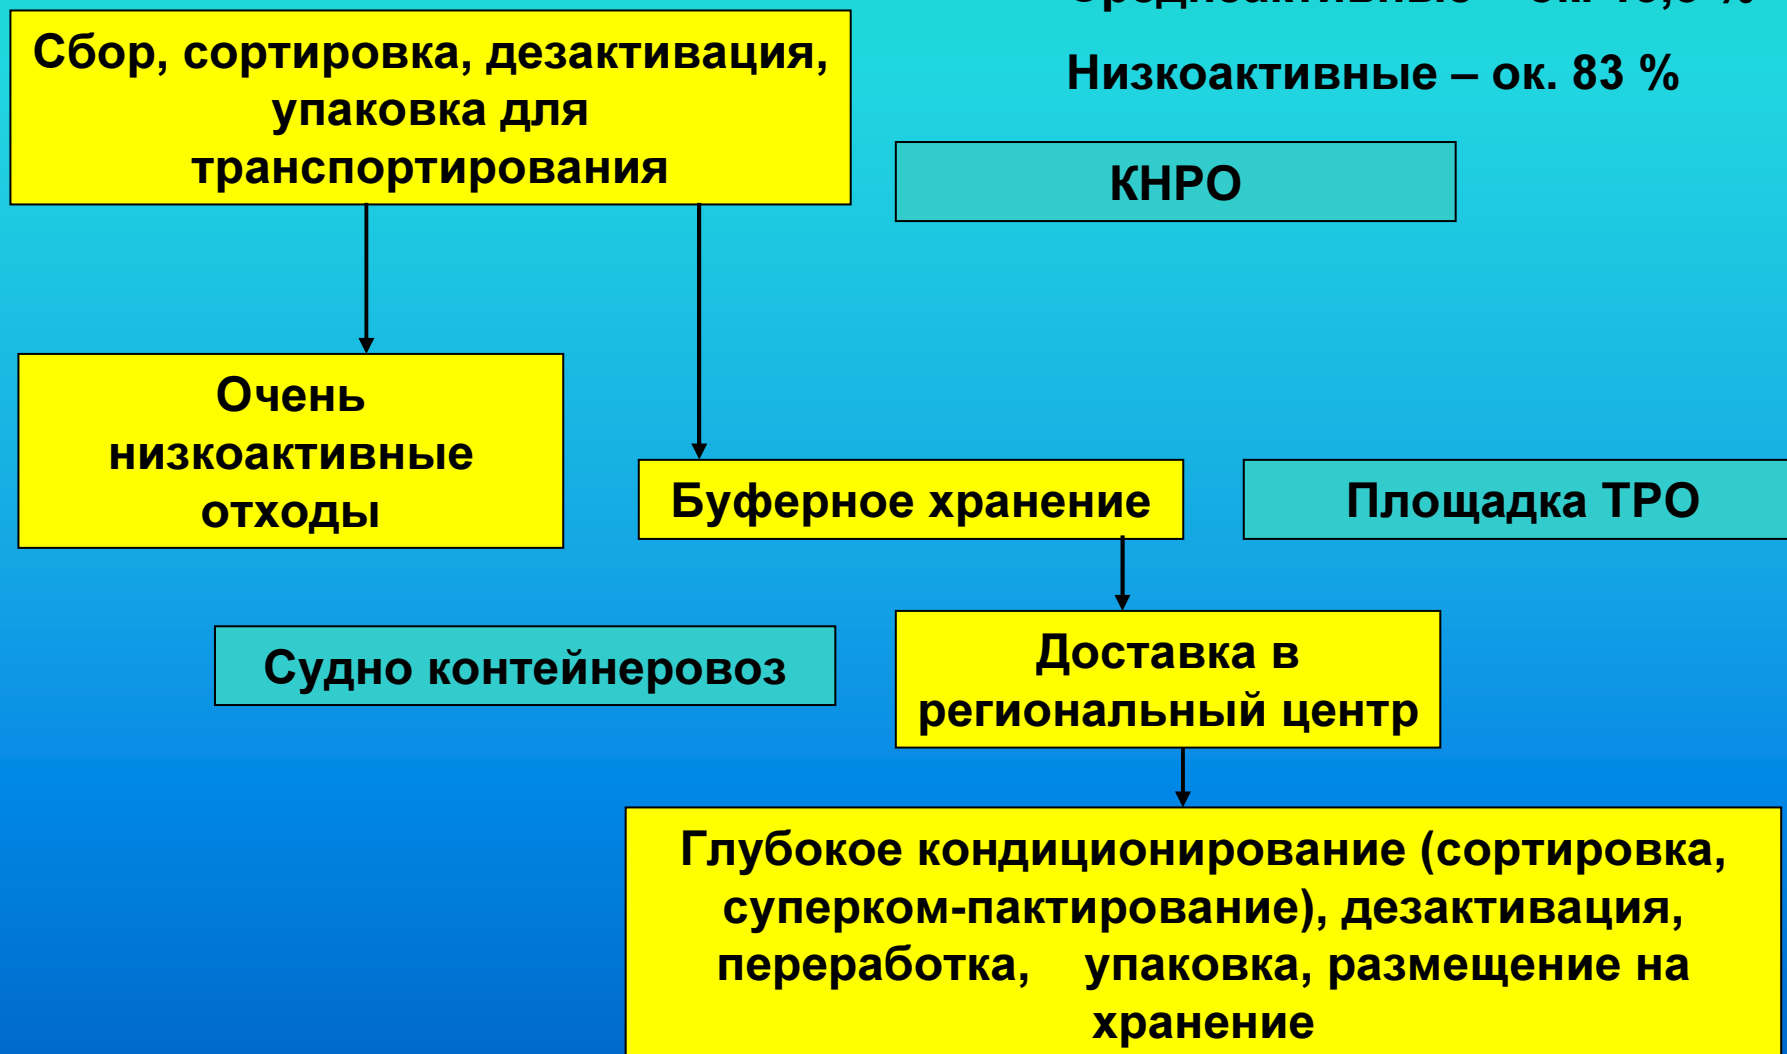 Сбор, сортировка, дезактивация,
упаковка для
транспортирования
Низкоактивные – ок. 83 %
КНРО
Очень
низкоактивные
отходы
Буферное хранение
Площадка ТРО
Судно контейнеровоз
Доставка в
региональный центр
Глубокое кондиционирование (сортировка,
суперком-пактирование), дезактивация,
переработка, упаковка, размещение на
хранение